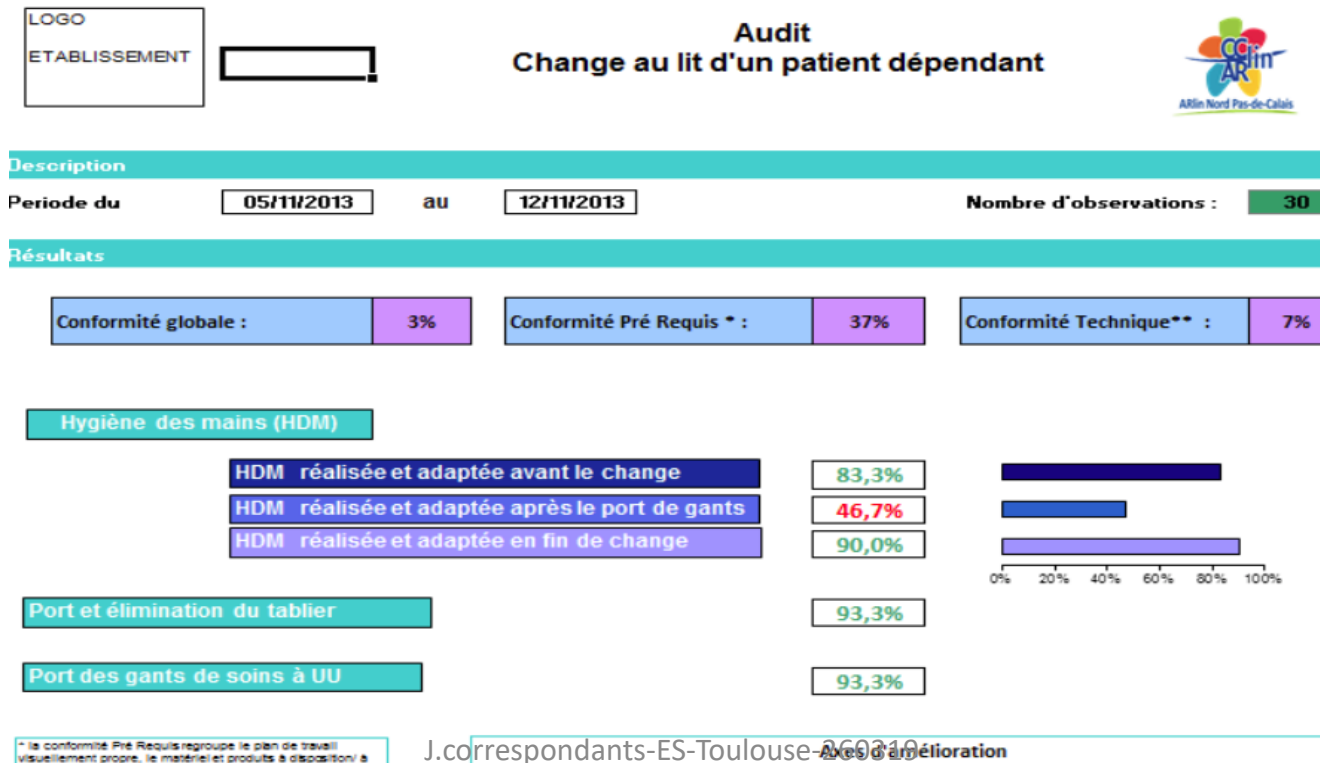 LOGO
ETABLISSEMENT
Audit
Change au lit d'un patient dépendant
CClin
ARlin
ARlin Nord Pas-de-Calais
Description
Periode du 05/11/2013 au 12/11/2013 Nombre d'observations : 30
Résultats
Conformité globale : 3% Conformité Pré Requis * : 37% Conformité Technique** : 7%
Hygiène des mains (HDM)
HDM réalisée et adaptée avant le change 83,3%
HDM réalisée et adaptée après le port de gants 46,7%
HDM réalisée et adaptée en fin de change 90,0%
0% 20% 40% 60% 80% 100%
Port et élimination du tablier 93,3%
Port des gants de soins à UU 93,3%
* la conformité Pré Requis regroupe le plan de travail
visuellement propre, le matériel et produits à disposition/ à
J.correspondants-ES-Toulouse-260319
Axes d'amélioration